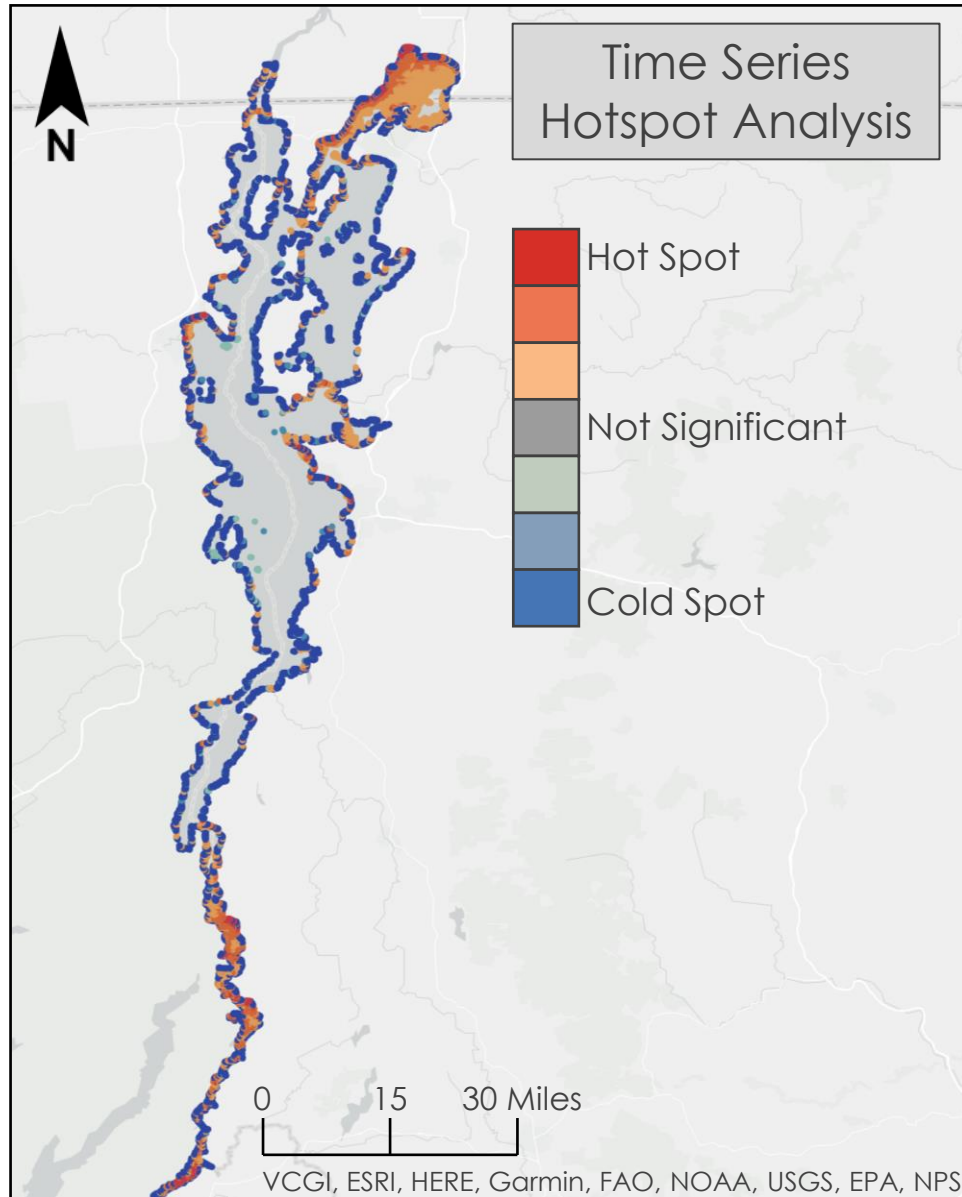 Time Series
Hotspot Analysis
N
Hot Spot
Not Significant
Cold Spot
0 15 30 Miles
VCGI, ESRI, HERE, Garmin, FAO, NOAA, USGS, EPA, NPS